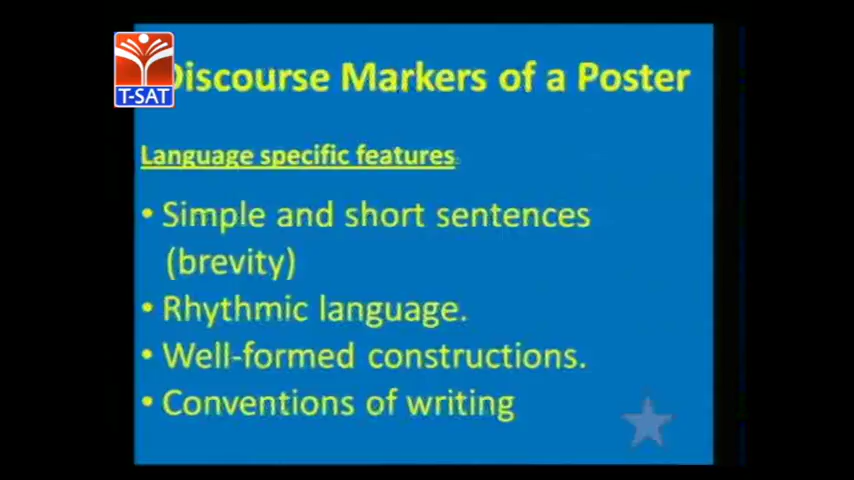 Discourse Markers of a Poster
T-SAT
Language specific features
• Simple and short sentences
(brevity)
• Rhythmic language.
• Well-formed constructions.
• Conventions of writing